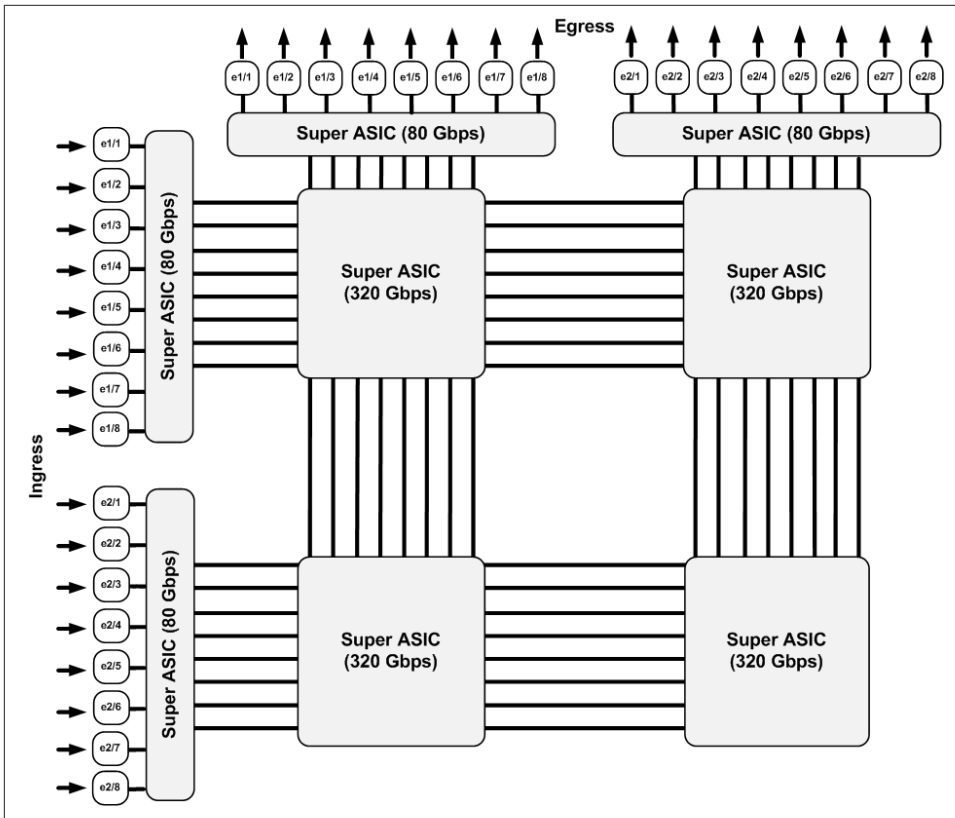 Egress
e1/1
e1/2
e1/3
e1/4
e1/5
e1/6
e1/7
e1/8
e2/1
e2/2
e2/3
e2/4
e2/5
e2/6
e2/7
e2/8
Super ASIC (80 Gbps)
Super ASIC (80 Gbps)
Ingress
e1/1
e1/2
e1/3
e1/4
e1/5
e1/6
e1/7
e1/8
Super ASIC (80 Gbps)
Super ASIC
(320 Gbps)
Super ASIC
(320 Gbps)
e2/1
e2/2
e2/3
e2/4
e2/5
e2/6
e2/7
e2/8
Super ASIC (80 Gbps)
Super ASIC
(320 Gbps)
Super ASIC
(320 Gbps)